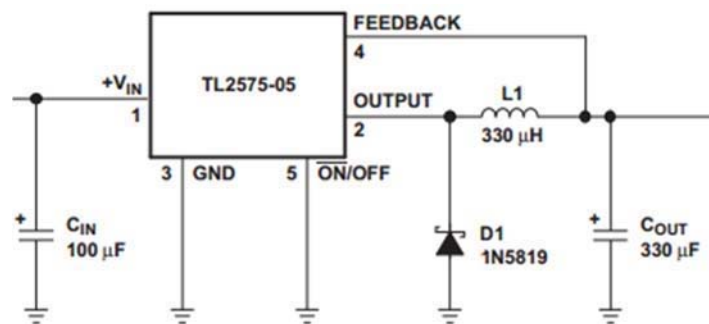 FEEDBACK
4
+VIN
1
TL2575-05
OUTPUT
2
L1
330 μH
3 GND
5 O̅N̅/OFF
+
CIN
100 μF
D1
1N5819
+
COUT
330 μF